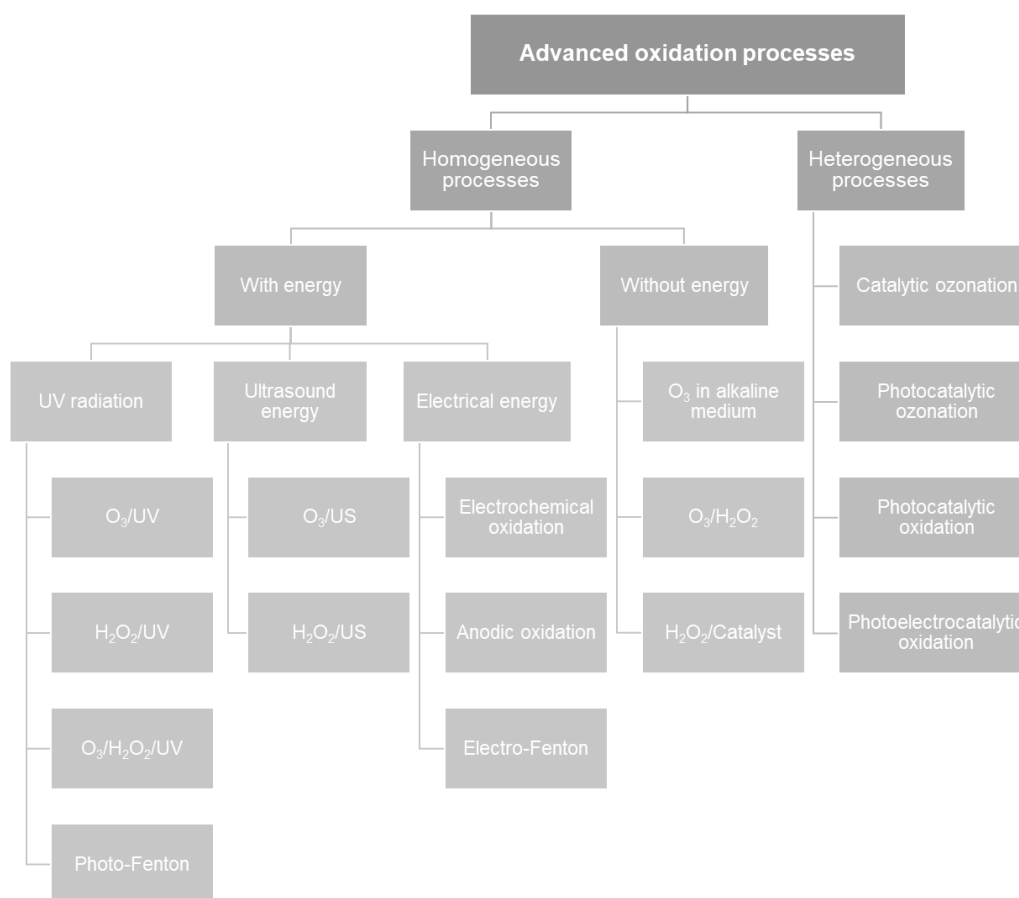 Advanced oxidation processes
Homogeneous
processes
Heterogeneous
processes
With energy
Without energy
Catalytic ozonation
UV radiation
Ultrasound
energy
Electrical energy
O₃ in alkaline
medium
Photocatalytic
ozonation
O₃/UV
O₃/US
Electrochemical
oxidation
O₃/H₂O₂
Photocatalytic
oxidation
H₂O₂/UV
H₂O₂/US
Anodic oxidation
H₂O₂/Catalyst
Photoelectrocatalytic
oxidation
O₃/H₂O₂/UV
Electro-Fenton
Photo-Fenton